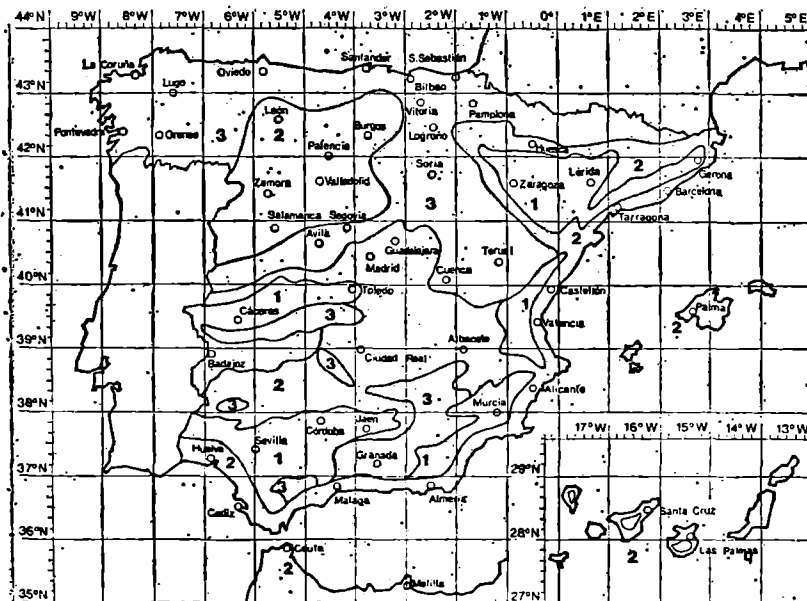 44°N 9°W 8°W 7°W 6°W 5°W 4°W 3°W 2°W 1°W 0° 1°E 2°E 3°E 4°E 5°E
La Coruña Oviedo Santander S.Sebastián
43°N Lugo Bilbao
León Vitoria Pamplona
Pontevedra Orense 3 2 Burgos Logroño
42°N Palencia Soria 2 Gerona
Zamora Valladolid Zaragoza Lérida
41°N 3 1 Barcelona
Salamanca Segovia Tarragona
Avila Guadalajara Teruel 2
Madrid Cuenca
40°N 1 Toledo 1 Castellón
Cáceres 3 Valencia Palma
39°N Albacete 2
Badajoz 3 Ciudad Real
2 Alicante
38°N 3 3 Murcia
Córdoba Jaen 17°W 16°W 15°W 14°W 13°W
Huelva Sevilla
37°N 2 1 Granada 1 29°N
3
Cadiz Malaga Almeria Santa Cruz
36°N 28°N
Ceuta 2 Las Palmas
2 Melilla
35°N 27°N